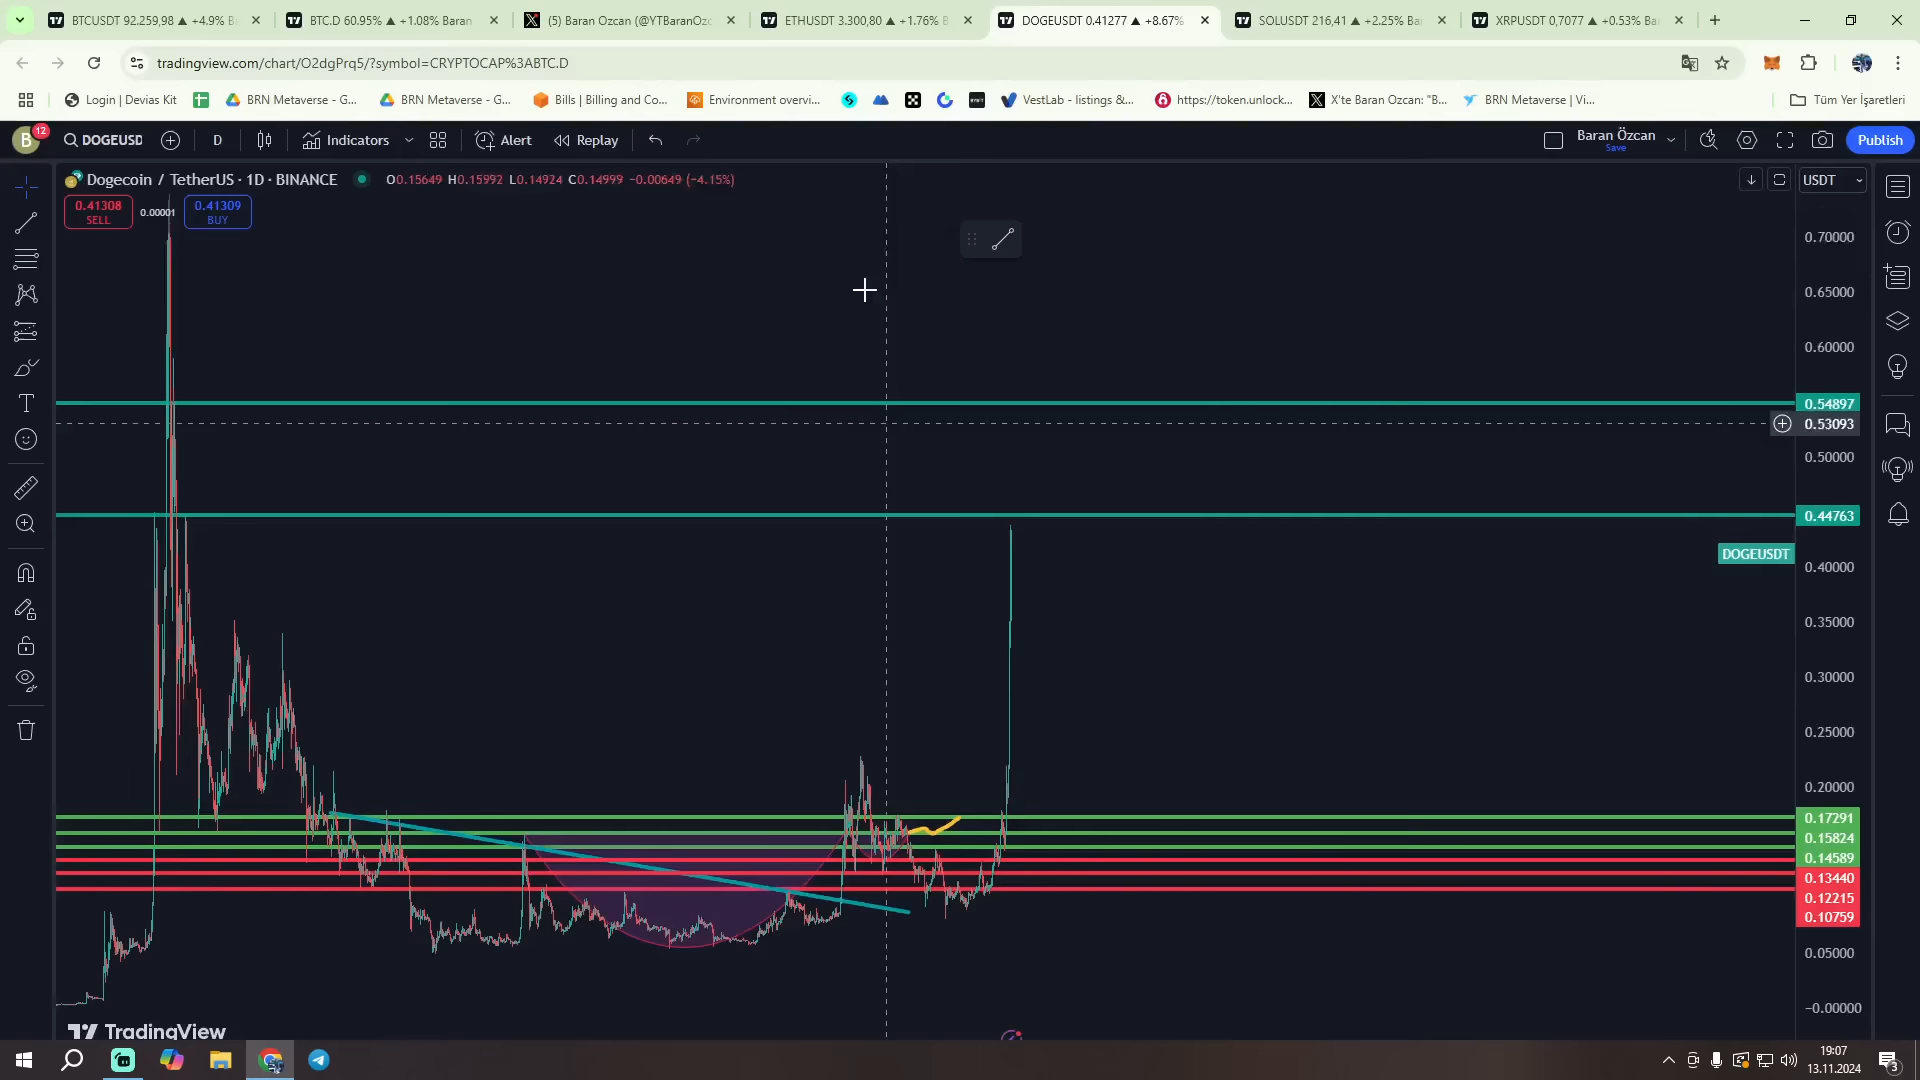 BTCUSDT 92.259,98 ▲ +4.9% Ba
BTC.D 60.95% ▲ +1.08% Baran
(5) Baran Ozcan (@YTBaranOzc
ETHUSDT 3.300,80 ▲ +1.76% B
DOGEUSDT 0.41277 ▲ +8.67%
SOLUSDT 216,41 ▲ +2.25% Ba
XRPUSDT 0,7077 ▲ +0.53% Ba
tradingview.com/chart/O2dgPrq5/?symbol=CRYPTOCAP%3ABTC.D
Login | Devias Kit
BRN Metaverse - G...
BRN Metaverse - G...
Bills | Billing and Co...
Environment overvi...
VestLab - listings &...
https://token.unlock...
X'te Baran Ozcan: "B...
BRN Metaverse | Vi...
Tüm Yer İşaretleri
B 12
DOGEUSD
D
Indicators
Alert
Replay
Baran Özcan
Save
Publish
Dogecoin / TetherUS · 1D · BINANCE
O0.15649 H0.15992 L0.14924 C0.14999 −0.00649 (−4.15%)
USDT
0.41308
SELL
0.00001
0.41309
BUY
0.70000
0.65000
0.60000
0.54897
0.53093
0.50000
0.44763
DOGEUSDT
0.40000
0.35000
0.30000
0.25000
0.20000
0.17291
0.15824
0.14589
0.13440
0.12215
0.10759
0.05000
−0.00000
TradingView
19:07
13.11.2024
3